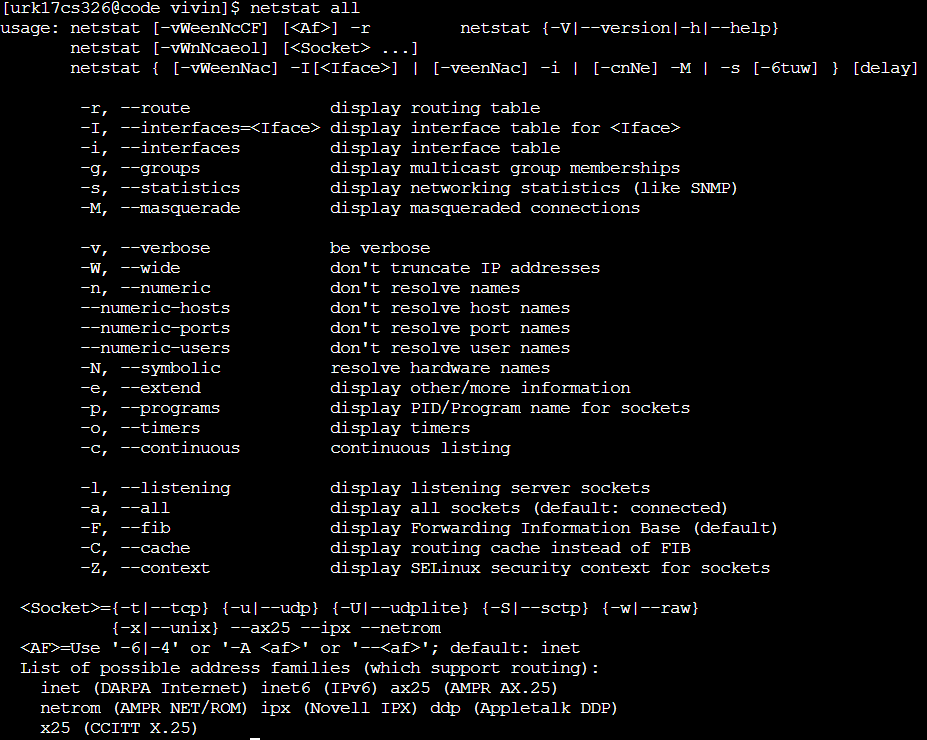 [urk17cs326@code vivin]$ netstat all
usage: netstat [-vWeenNcCF] [<Af>] -r         netstat {-V|--version|-h|--help}
       netstat [-vWnNcaeol] [<Socket> ...]
       netstat { [-vWeenNac] -I[<Iface>] | [-veenNac] -i | [-cnNe] -M | -s [-6tuw] } [delay]

        -r, --route              display routing table
        -I, --interfaces=<Iface> display interface table for <Iface>
        -i, --interfaces         display interface table
        -g, --groups             display multicast group memberships
        -s, --statistics         display networking statistics (like SNMP)
        -M, --masquerade         display masqueraded connections

        -v, --verbose            be verbose
        -W, --wide               don't truncate IP addresses
        -n, --numeric            don't resolve names
        --numeric-hosts          don't resolve host names
        --numeric-ports          don't resolve port names
        --numeric-users          don't resolve user names
        -N, --symbolic           resolve hardware names
        -e, --extend             display other/more information
        -p, --programs           display PID/Program name for sockets
        -o, --timers             display timers
        -c, --continuous         continuous listing

        -l, --listening          display listening server sockets
        -a, --all                display all sockets (default: connected)
        -F, --fib                display Forwarding Information Base (default)
        -C, --cache              display routing cache instead of FIB
        -Z, --context            display SELinux security context for sockets

  <Socket>={-t|--tcp} {-u|--udp} {-U|--udplite} {-S|--sctp} {-w|--raw}
           {-x|--unix} --ax25 --ipx --netrom
  <AF>=Use '-6|-4' or '-A <af>' or '--<af>'; default: inet
  List of possible address families (which support routing):
    inet (DARPA Internet) inet6 (IPv6) ax25 (AMPR AX.25)
    netrom (AMPR NET/ROM) ipx (Novell IPX) ddp (Appletalk DDP)
    x25 (CCITT X.25)